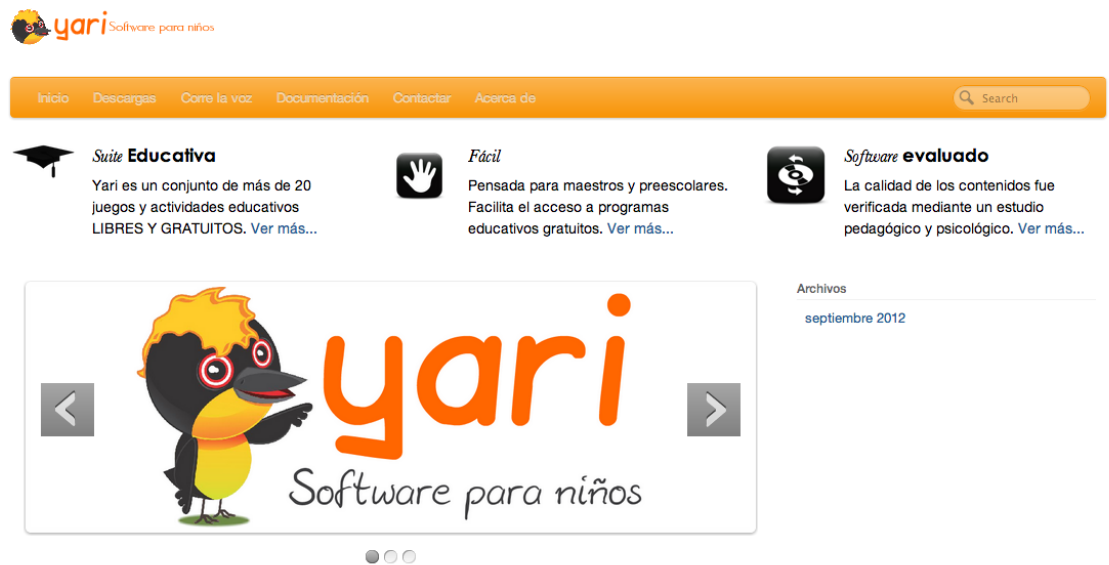 yari Software para niños
Inicio Descargas Corre la voz Documentación Contactar Acerca de Search
Suite Educativa
Yari es un conjunto de más de 20
juegos y actividades educativos
LIBRES Y GRATUITOS. Ver más...
Fácil
Pensada para maestros y preescolares.
Facilita el acceso a programas
educativos gratuitos. Ver más...
Software evaluado
La calidad de los contenidos fue
verificada mediante un estudio
pedagógico y psicológico. Ver más...
yari
Software para niños
Archivos
septiembre 2012